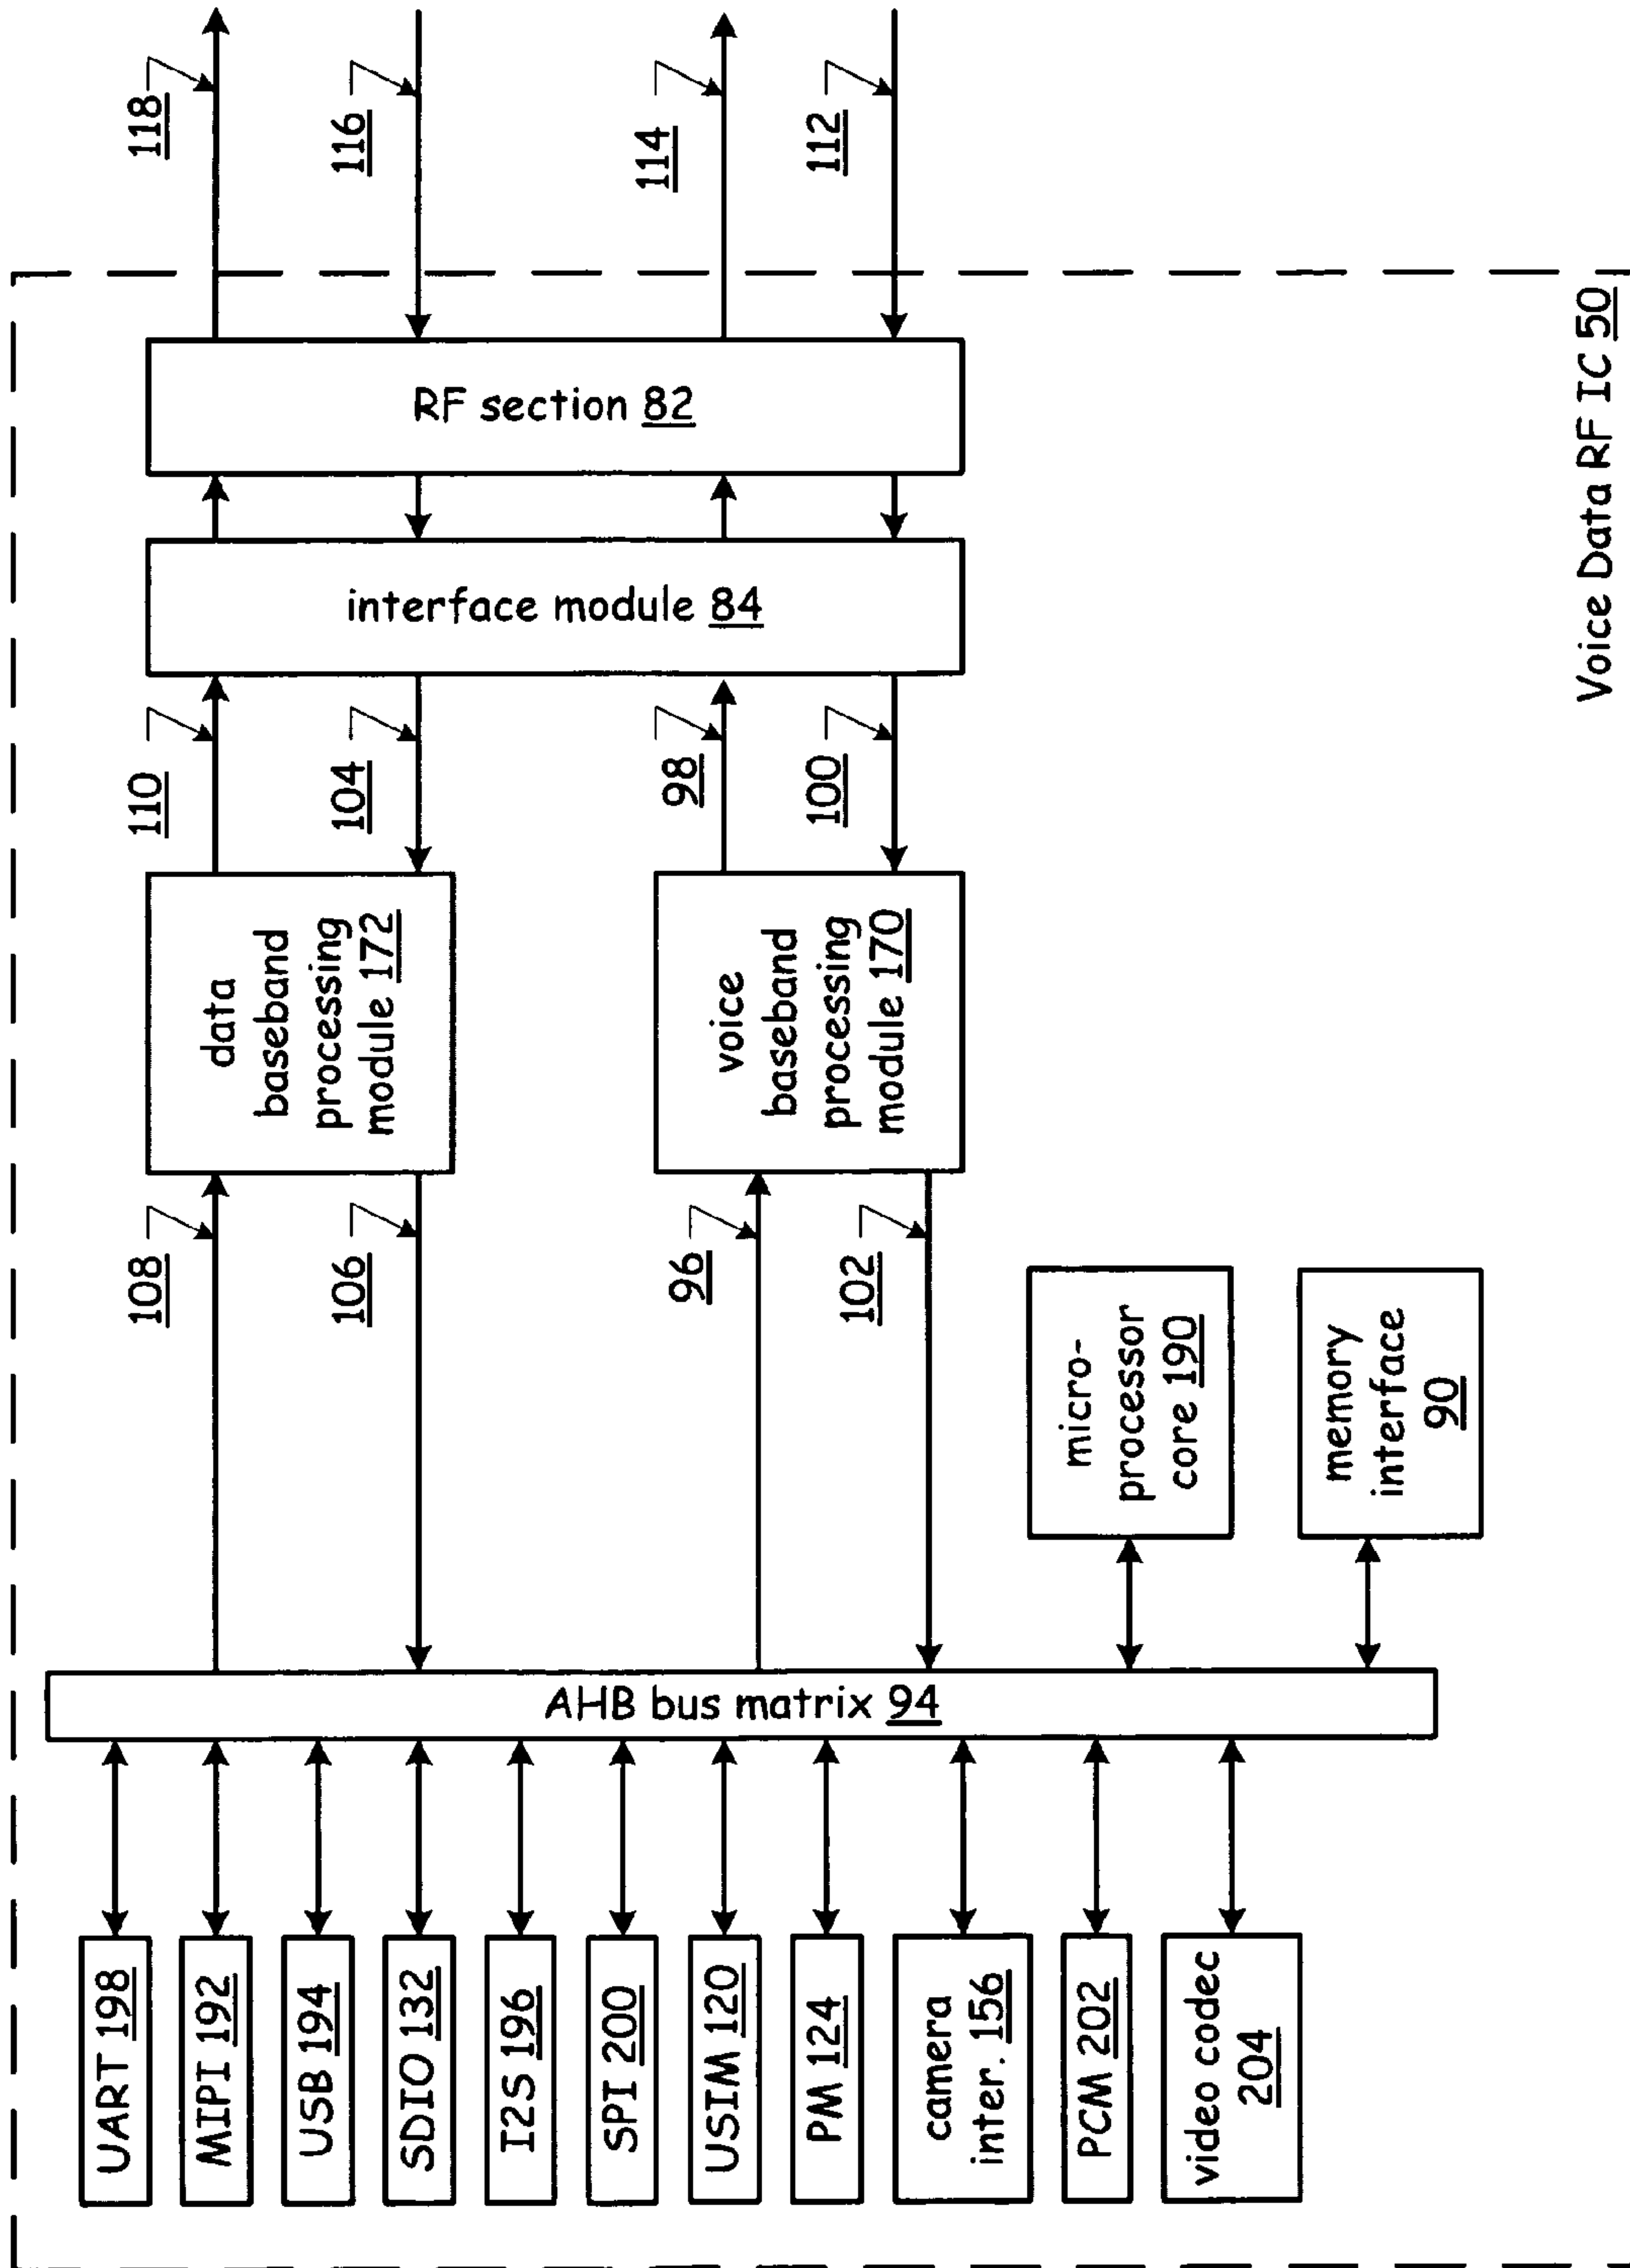 UART 198
MIPI 192
USB 194
SDIO 132
I2S 196
SPI 200
USIM 120
PM 124
camera
inter. 156
PCM 202
video codec
204
AHB bus matrix 94
108
106
96
102
micro-
processor
core 190
memory
interface
90
data
baseband
processing
module 172
voice
baseband
processing
module 170
110
104
98
100
interface module 84
RF section 82
118
116
114
112
Voice Data RF IC 50